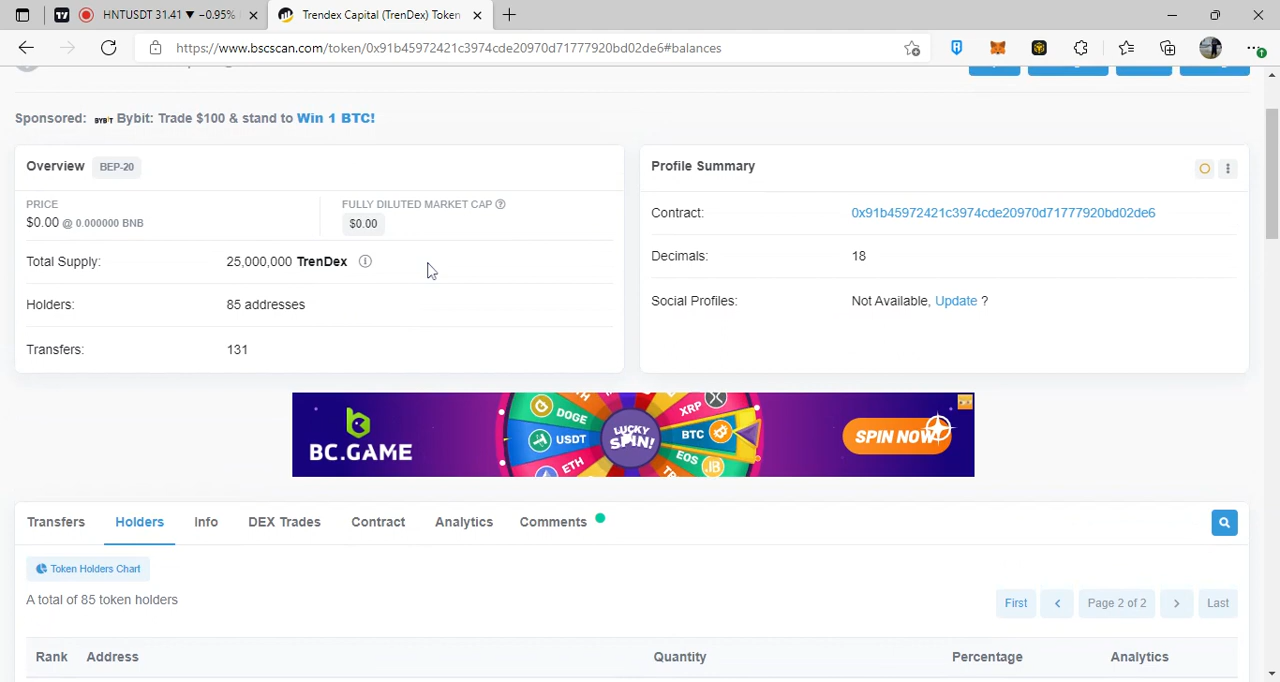 HNTUSDT 31.41 ▼ −0.95%
Trendex Capital (TrenDex) Token
https://www.bscscan.com/token/0x91b45972421c3974cde20970d71777920bd02de6#balances
Sponsored: BYBIT Bybit: Trade $100 & stand to Win 1 BTC!
Overview BEP-20
PRICE
$0.00 @ 0.000000 BNB
FULLY DILUTED MARKET CAP
$0.00
Total Supply: 25,000,000 TrenDex
Holders: 85 addresses
Transfers: 131
Profile Summary
Contract: 0x91b45972421c3974cde20970d71777920bd02de6
Decimals: 18
Social Profiles: Not Available, Update ?
BC.GAME
DOGE
USDT
ETH
LUCKY
SPIN!
XRP
BTC
EOS
SPIN NOW
Transfers Holders Info DEX Trades Contract Analytics Comments
Token Holders Chart
A total of 85 token holders
First Page 2 of 2 Last
Rank Address Quantity Percentage Analytics